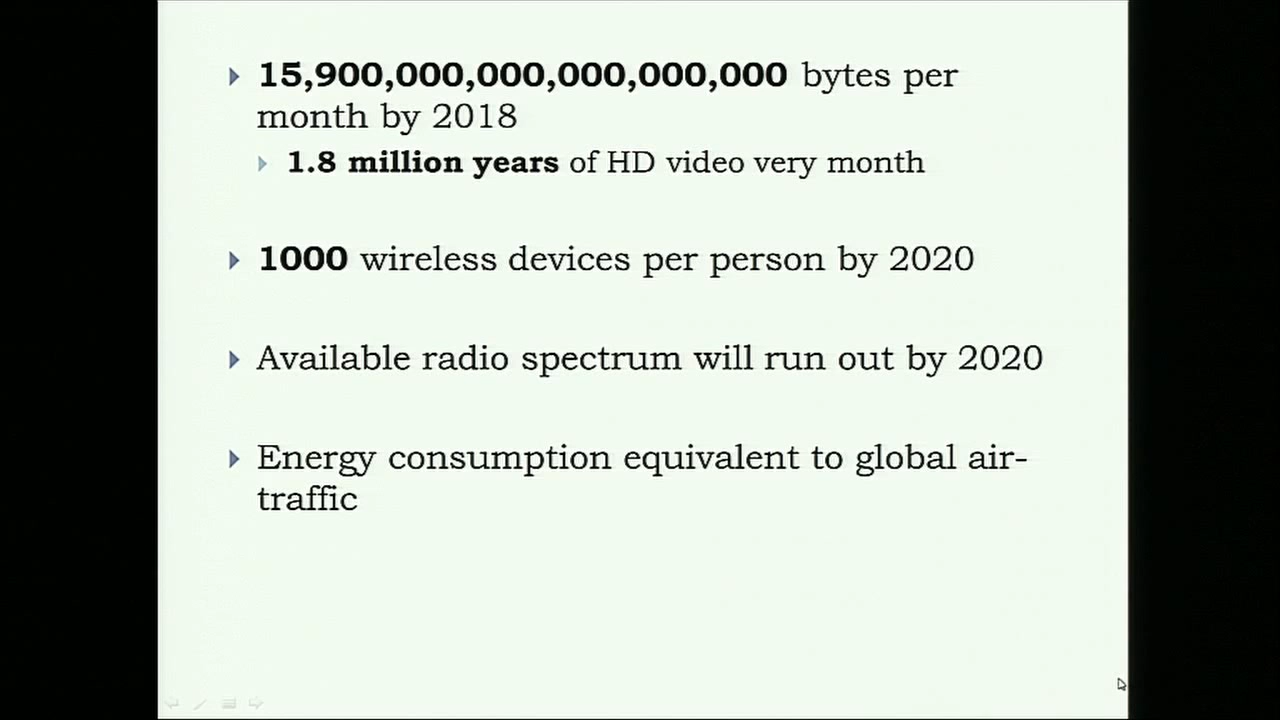 15,900,000,000,000,000,000 bytes per
month by 2018
1.8 million years of HD video very month
1000 wireless devices per person by 2020
Available radio spectrum will run out by 2020
Energy consumption equivalent to global air-
traffic